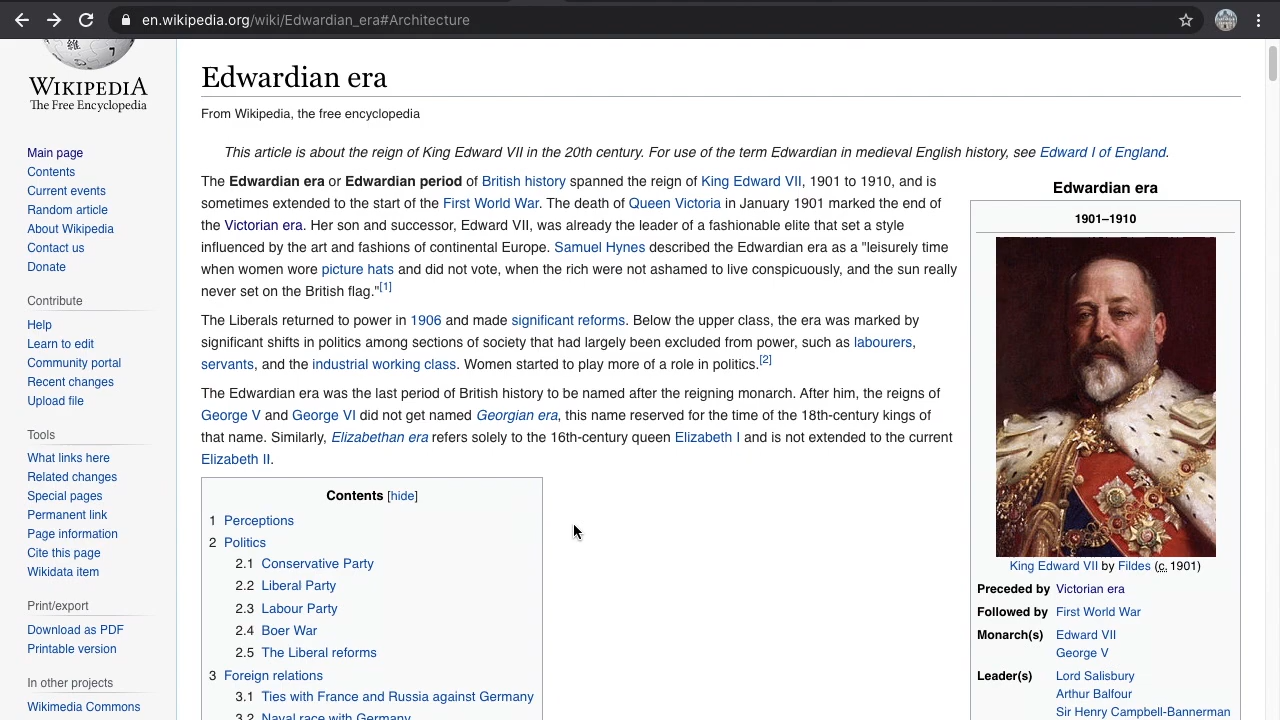 en.wikipedia.org/wiki/Edwardian_era#Architecture
WIKIPEDIA
The Free Encyclopedia
Main page
Contents
Current events
Random article
About Wikipedia
Contact us
Donate
Contribute
Help
Learn to edit
Community portal
Recent changes
Upload file
Tools
What links here
Related changes
Special pages
Permanent link
Page information
Cite this page
Wikidata item
Print/export
Download as PDF
Printable version
In other projects
Wikimedia Commons
Edwardian era
From Wikipedia, the free encyclopedia
This article is about the reign of King Edward VII in the 20th century. For use of the term Edwardian in medieval English history, see Edward I of England.
The Edwardian era or Edwardian period of British history spanned the reign of King Edward VII, 1901 to 1910, and is
sometimes extended to the start of the First World War. The death of Queen Victoria in January 1901 marked the end of
the Victorian era. Her son and successor, Edward VII, was already the leader of a fashionable elite that set a style
influenced by the art and fashions of continental Europe. Samuel Hynes described the Edwardian era as a "leisurely time
when women wore picture hats and did not vote, when the rich were not ashamed to live conspicuously, and the sun really
never set on the British flag."[1]
The Liberals returned to power in 1906 and made significant reforms. Below the upper class, the era was marked by
significant shifts in politics among sections of society that had largely been excluded from power, such as labourers,
servants, and the industrial working class. Women started to play more of a role in politics.[2]
The Edwardian era was the last period of British history to be named after the reigning monarch. After him, the reigns of
George V and George VI did not get named Georgian era, this name reserved for the time of the 18th-century kings of
that name. Similarly, Elizabethan era refers solely to the 16th-century queen Elizabeth I and is not extended to the current
Elizabeth II.
Contents [hide]
1 Perceptions
2 Politics
2.1 Conservative Party
2.2 Liberal Party
2.3 Labour Party
2.4 Boer War
2.5 The Liberal reforms
3 Foreign relations
3.1 Ties with France and Russia against Germany
3.2 Naval race with Germany
Edwardian era
1901–1910
King Edward VII by Fildes (c. 1901)
Preceded by Victorian era
Followed by First World War
Monarch(s) Edward VII
George V
Leader(s) Lord Salisbury
Arthur Balfour
Sir Henry Campbell-Bannerman